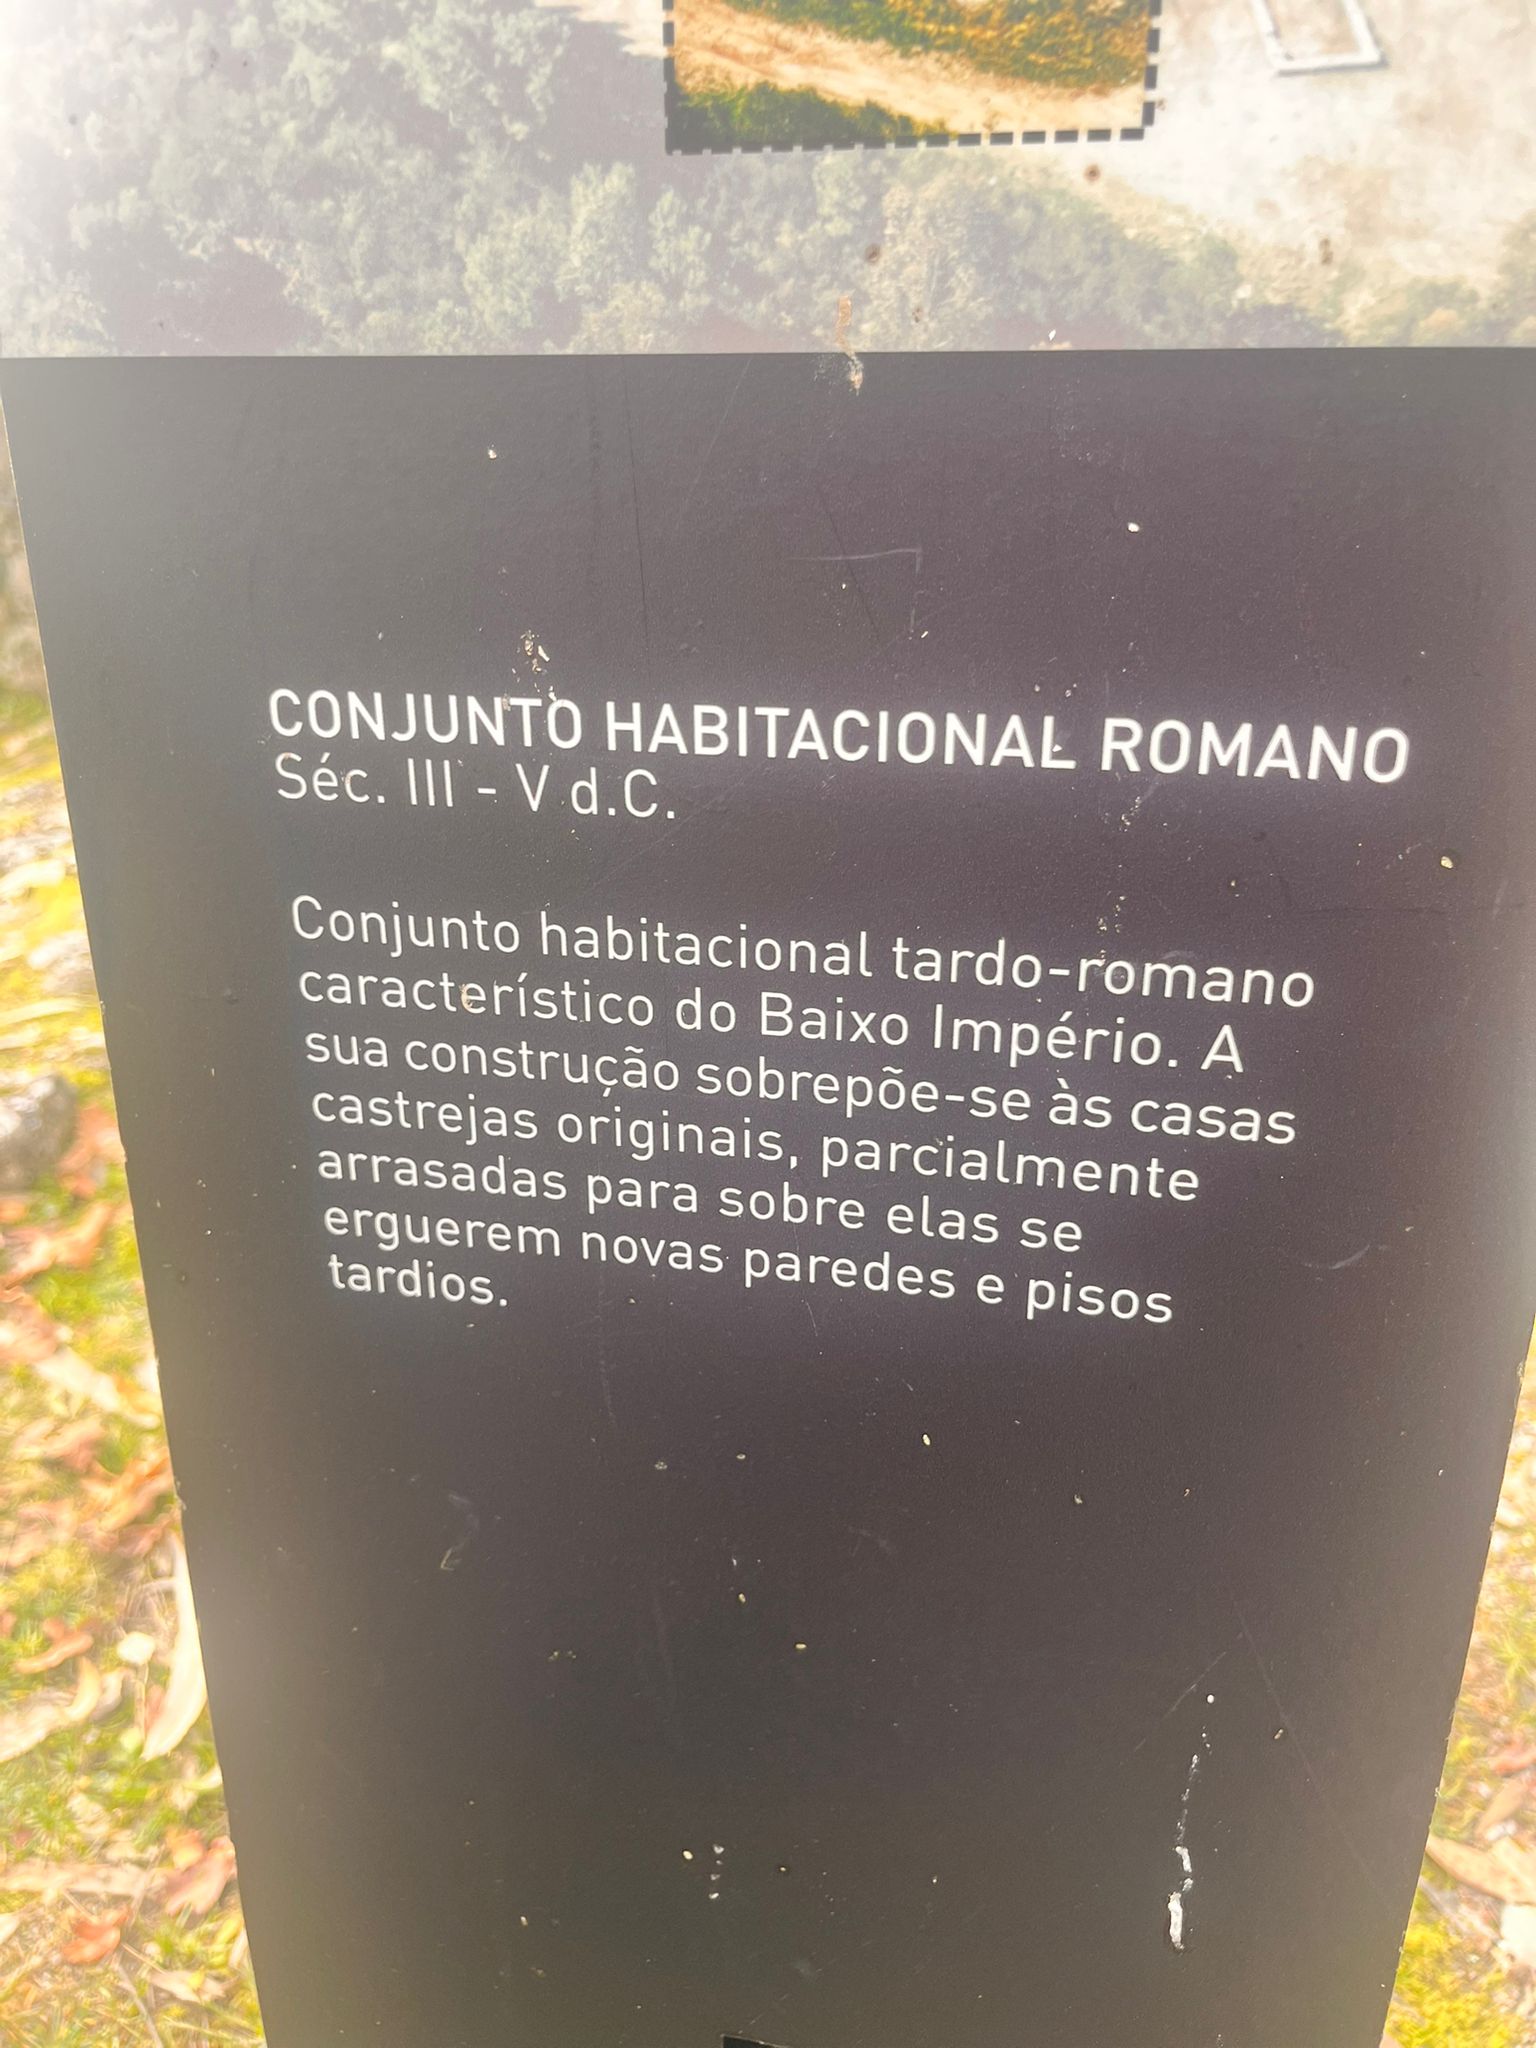 CONJUNTO HABITACIONAL ROMANO
Séc. III - V d.C.
Conjunto habitacional tardo-romano
característico do Baixo Império. A
sua construção sobrepõe-se às casas
castrejas originais, parcialmente
arrasadas para sobre elas se
erguerem novas paredes e pisos
tardios.